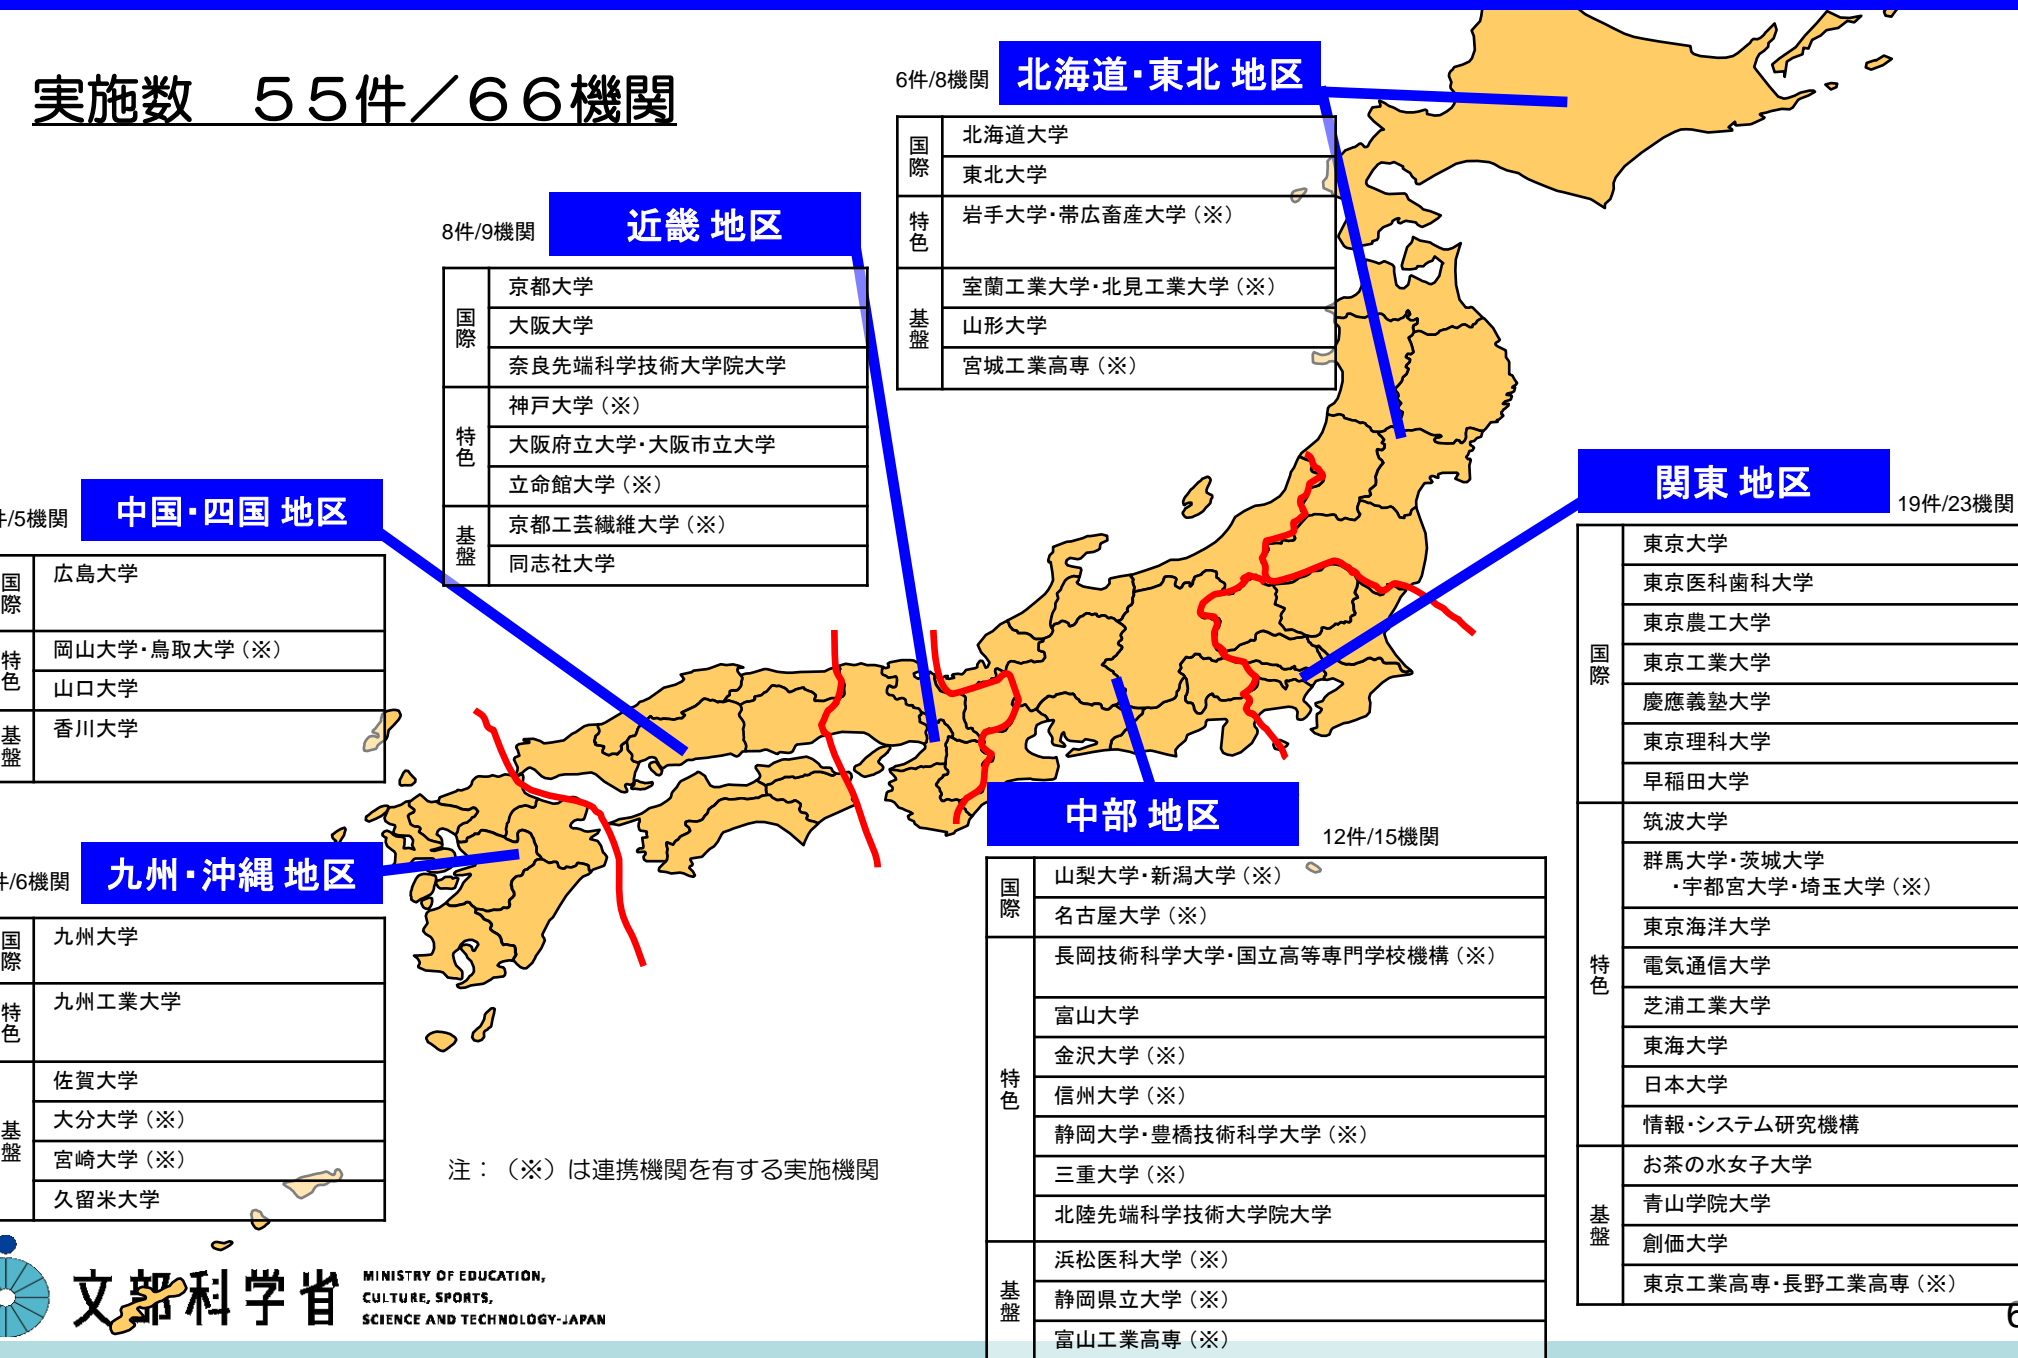 実施数　５５件／６６機関
6件/8機関
北海道・東北 地区
国際
北海道大学
東北大学
特色
岩手大学・帯広畜産大学（※）
基盤
室蘭工業大学・北見工業大学（※）
山形大学
宮城工業高専（※）
8件/9機関
近畿 地区
国際
京都大学
大阪大学
奈良先端科学技術大学院大学
特色
神戸大学（※）
大阪府立大学・大阪市立大学
立命館大学（※）
基盤
京都工芸繊維大学（※）
同志社大学
件/5機関
中国・四国 地区
国際
広島大学
特色
岡山大学・鳥取大学（※）
山口大学
基盤
香川大学
関東 地区
19件/23機関
国際
東京大学
東京医科歯科大学
東京農工大学
東京工業大学
慶應義塾大学
東京理科大学
早稲田大学
特色
筑波大学
群馬大学・茨城大学
・宇都宮大学・埼玉大学（※）
東京海洋大学
電気通信大学
芝浦工業大学
東海大学
日本大学
情報・システム研究機構
基盤
お茶の水女子大学
青山学院大学
創価大学
東京工業高専・長野工業高専（※）
中部 地区
12件/15機関
国際
山梨大学・新潟大学（※）
名古屋大学（※）
特色
長岡技術科学大学・国立高等専門学校機構（※）
富山大学
金沢大学（※）
信州大学（※）
静岡大学・豊橋技術科学大学（※）
三重大学（※）
北陸先端科学技術大学院大学
基盤
浜松医科大学（※）
静岡県立大学（※）
富山工業高専（※）
件/6機関
九州・沖縄 地区
国際
九州大学
特色
九州工業大学
基盤
佐賀大学
大分大学（※）
宮崎大学（※）
久留米大学
注：（※）は連携機関を有する実施機関
文部科学省
MINISTRY OF EDUCATION,
CULTURE, SPORTS,
SCIENCE AND TECHNOLOGY-JAPAN